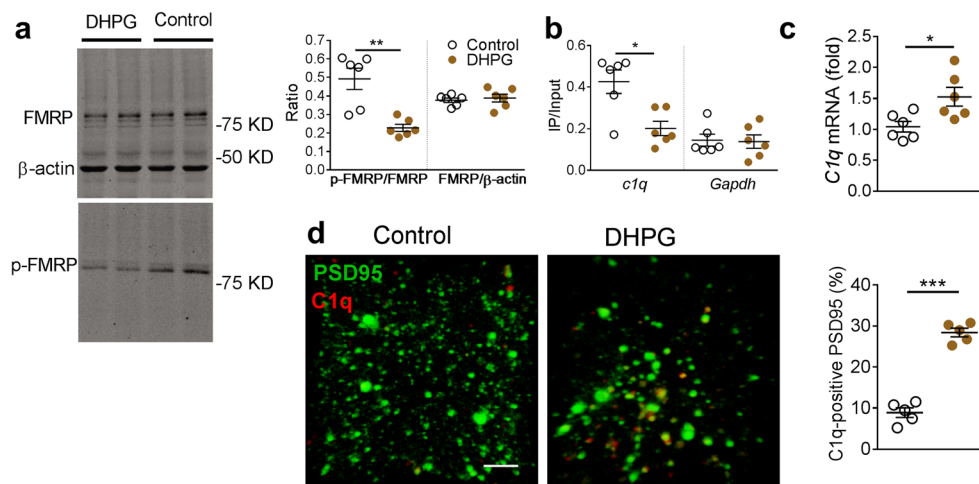 a
DHPG Control
FMRP
-75 KD
-50 KD
β-actin
p-FMRP
-75 KD
Ratio
0.7
0.6
0.5
0.4
0.3
0.2
0.1
0.0
**
Control
DHPG
p-FMRP/FMRP FMRP/β-actin
b
IP/Input
0.6
0.4
0.2
0.0
*
c1q Gapdh
c
C1q mRNA (fold)
2.5
2.0
1.5
1.0
0.5
0.0
*
d
Control DHPG
PSD95
C1q
C1q-positive PSD95 (%)
40
30
20
10
0
***